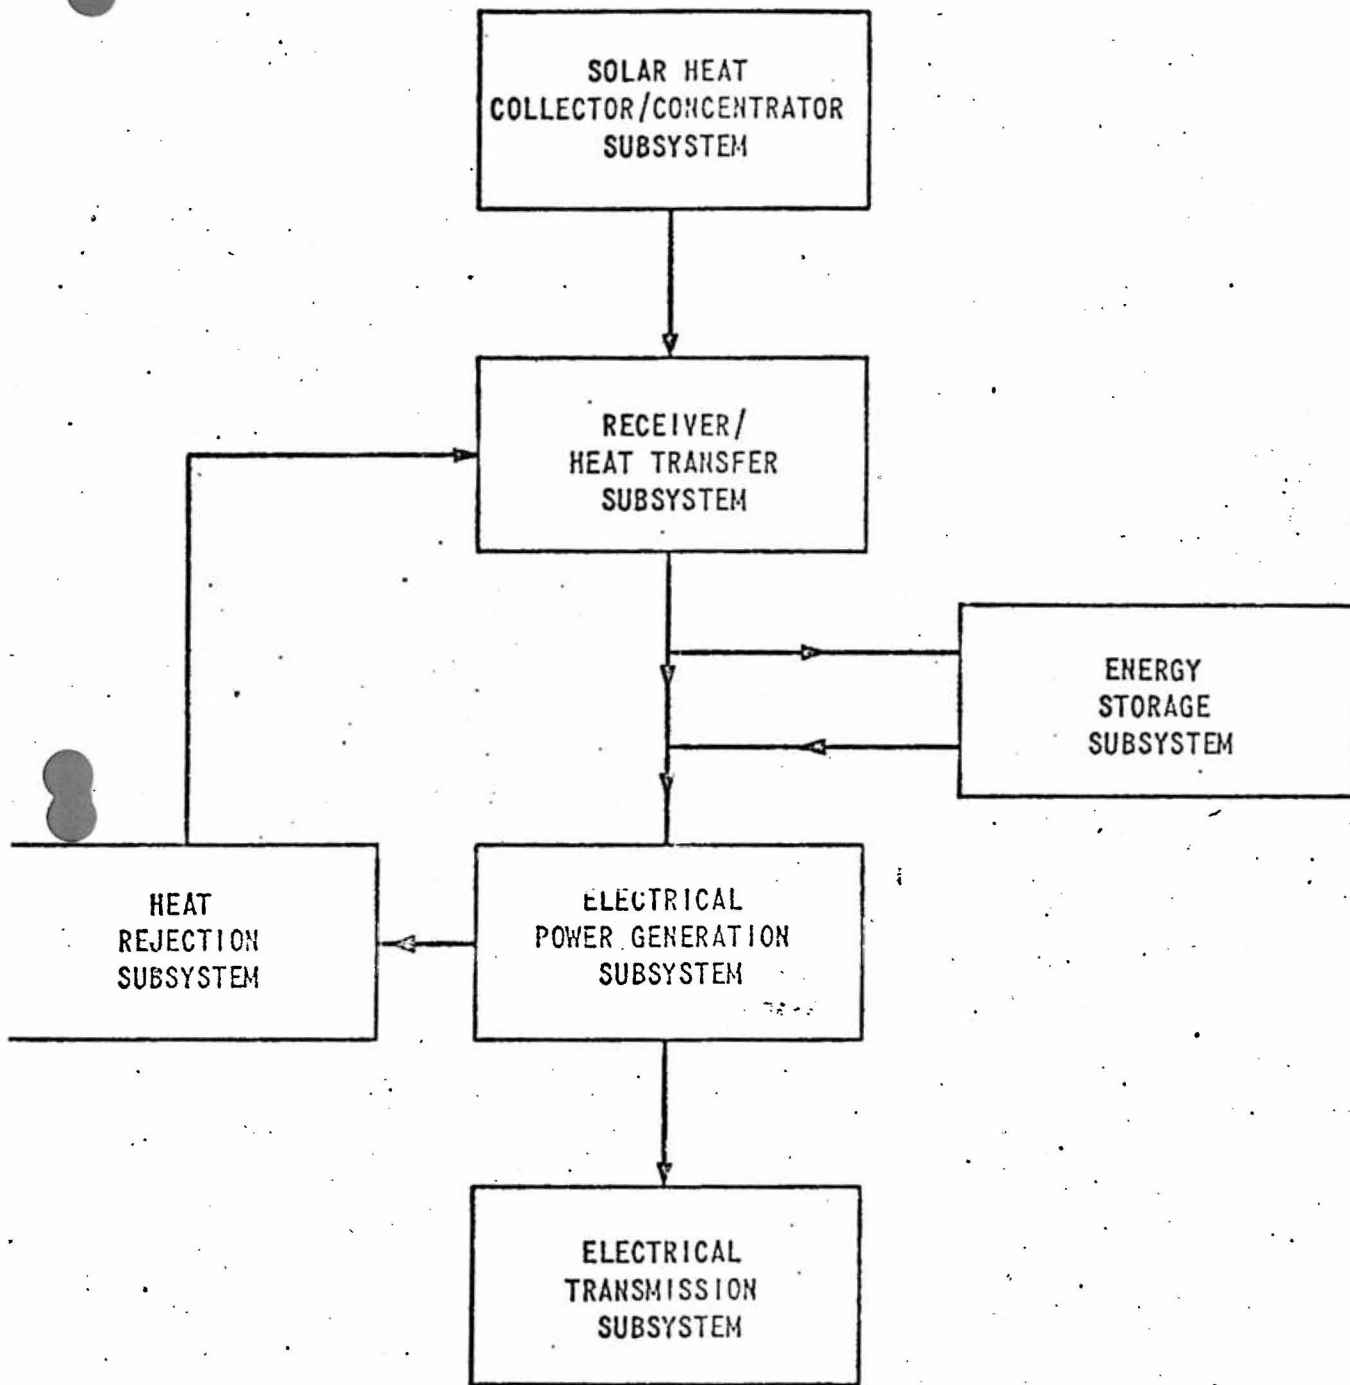 SOLAR HEAT
COLLECTOR/CONCENTRATOR
SUBSYSTEM
RECEIVER/
HEAT TRANSFER
SUBSYSTEM
ENERGY
STORAGE
SUBSYSTEM
HEAT
REJECTION
SUBSYSTEM
ELECTRICAL
POWER GENERATION
SUBSYSTEM
ELECTRICAL
TRANSMISSION
SUBSYSTEM